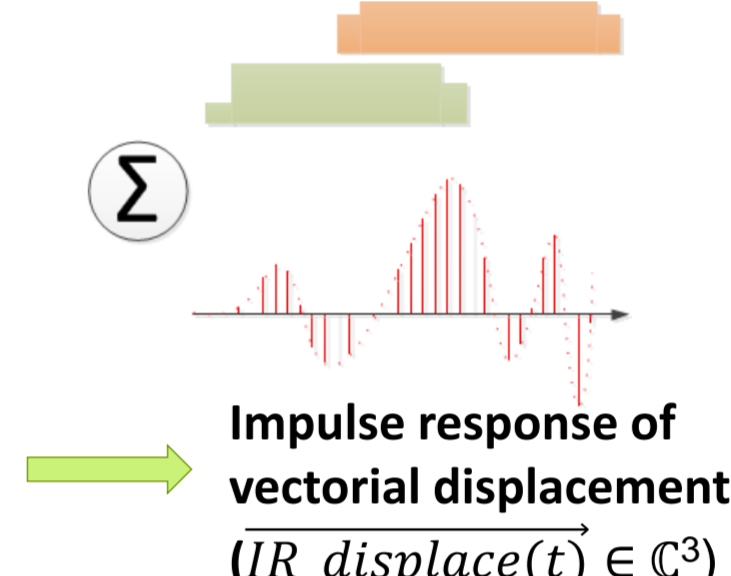 Σ
Impulse response of
vectorial displacement
(IR_displace(t) ∈ ℂ³)